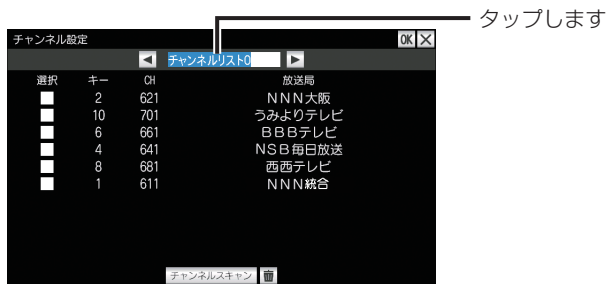 タップします
チャンネル設定 OK
チャンネルリスト0
選択 キー CH 放送局
2 621 NNN大阪
10 701 うみよりテレビ
6 661 BBBテレビ
4 641 NSB毎日放送
8 681 西西テレビ
1 611 NNN統合
チャンネルスキャン